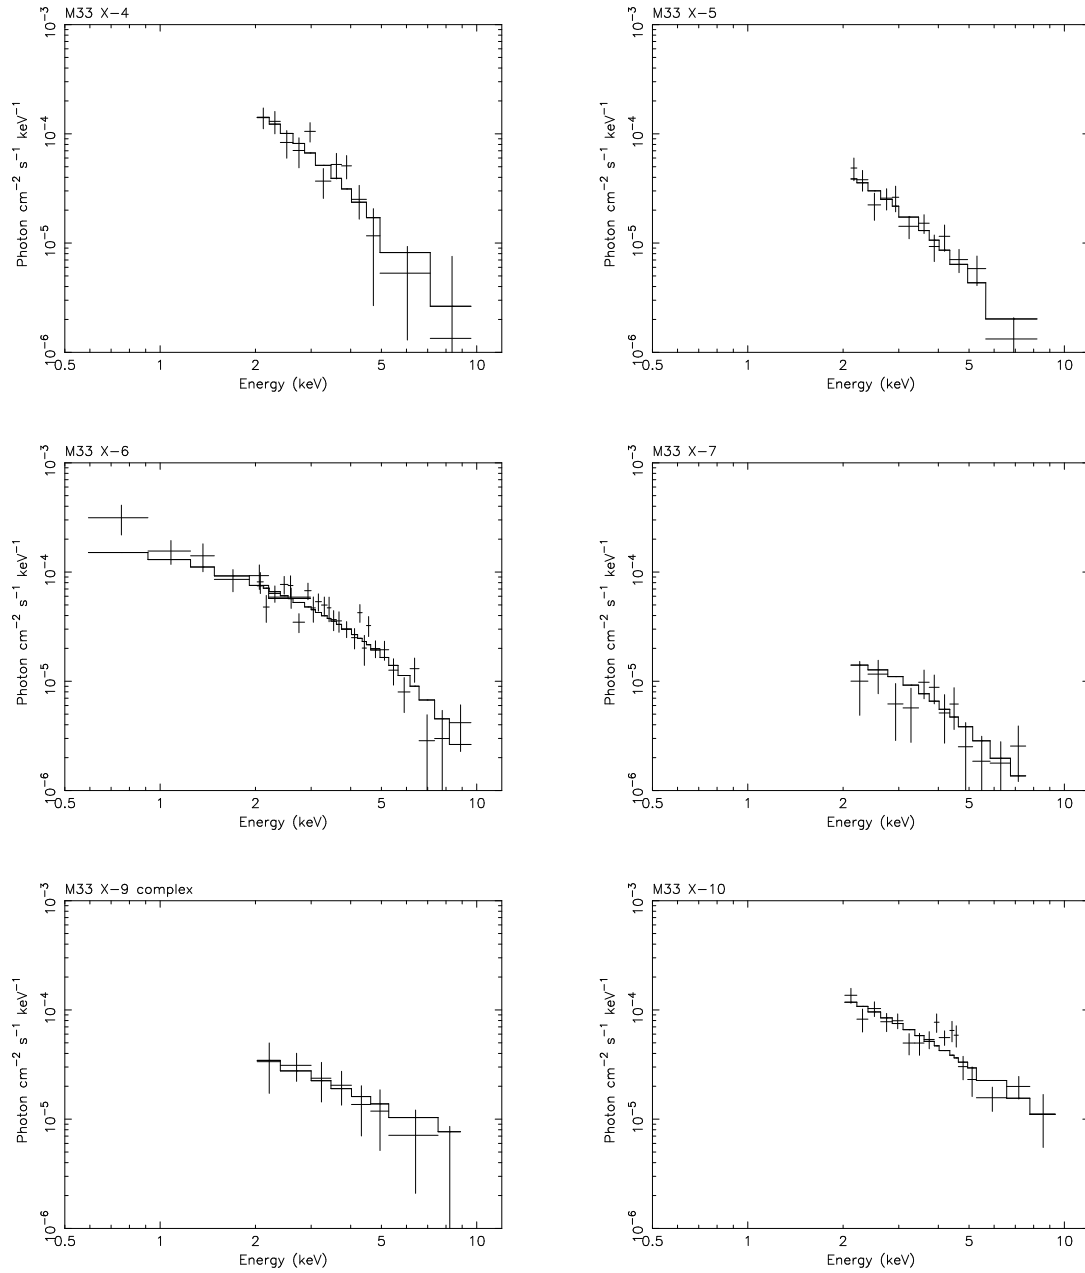 M33 X-4
10⁻³
10⁻⁴
10⁻⁵
10⁻⁶
Photon cm⁻² s⁻¹ keV⁻¹
0.5 1 2 5 10
Energy (keV)
M33 X-5
10⁻³
10⁻⁴
10⁻⁵
10⁻�6
Photon cm⁻² s⁻¹ keV⁻¹
0.5 1 2 5 10
Energy (keV)
M33 X-6
10⁻³
10⁻⁴
10⁻⁵
10⁻⁶
Photon cm⁻² s⁻¹ keV⁻¹
0.5 1 2 5 10
Energy (keV)
M33 X-7
10⁻³
10⁻⁴
10⁻⁵
10⁻⁶
Photon cm⁻² s⁻¹ keV⁻¹
0.5 1 2 5 10
Energy (keV)
M33 X-9 complex
10⁻³
10⁻⁴
10⁻⁵
10⁻⁶
Photon cm⁻² s⁻¹ keV⁻¹
0.5 1 2 5 10
Energy (keV)
M33 X-10
10⁻³
10⁻⁴
10⁻⁵
10⁻⁶
Photon cm⁻² s⁻¹ keV⁻¹
0.5 1 2 5 10
Energy (keV)